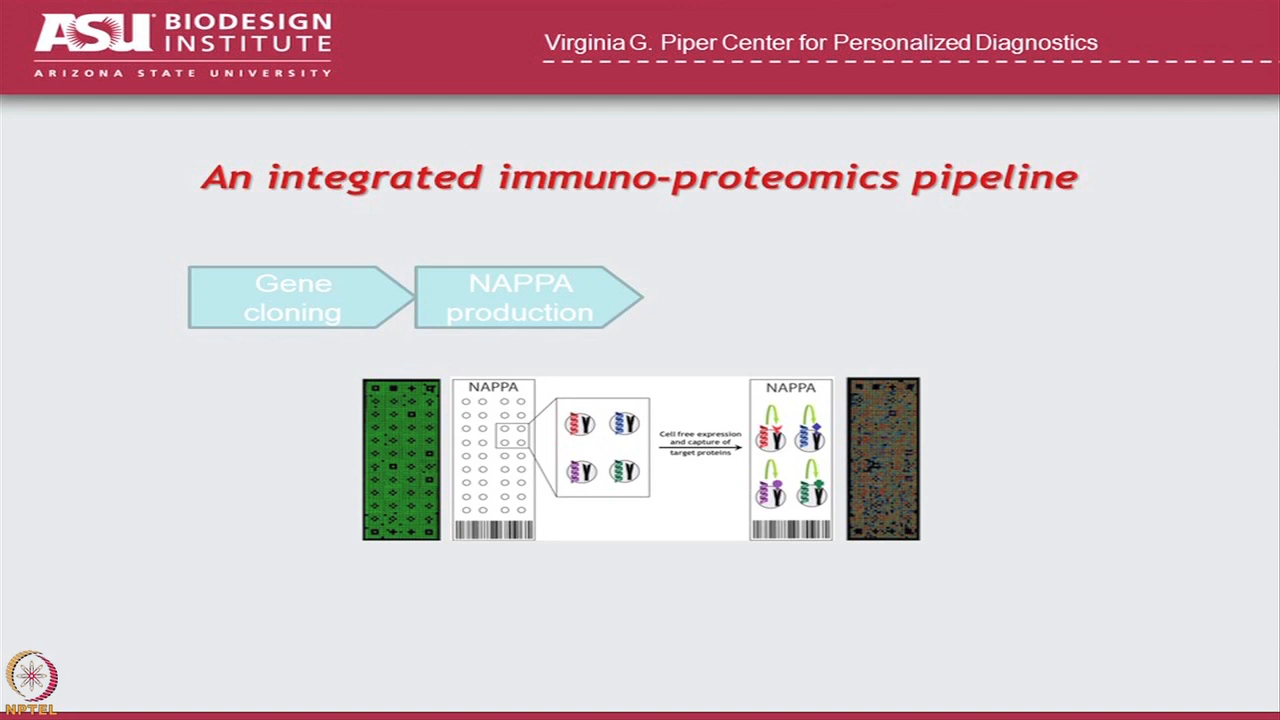 ASU BIODESIGN
INSTITUTE
ARIZONA STATE UNIVERSITY
Virginia G. Piper Center for Personalized Diagnostics
An integrated immuno-proteomics pipeline
Gene
cloning
NAPPA
production
NAPPA
Cell free expression
and capture of
target proteins
NAPPA
NPTEL